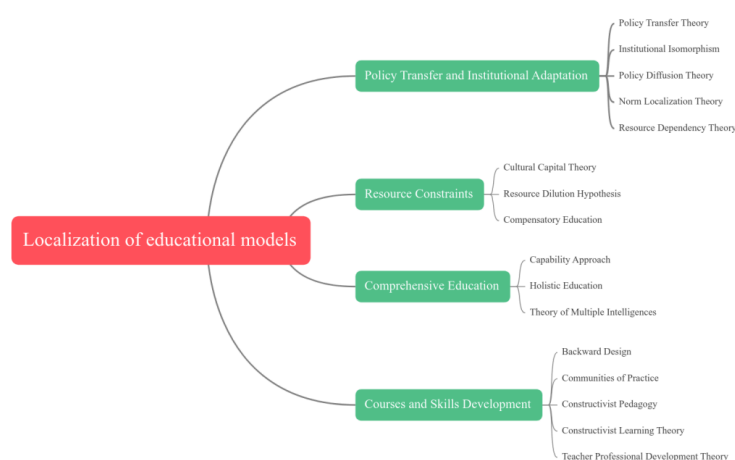 Localization of educational models
Policy Transfer and Institutional Adaptation
Policy Transfer Theory
Institutional Isomorphism
Policy Diffusion Theory
Norm Localization Theory
Resource Dependency Theory
Resource Constraints
Cultural Capital Theory
Resource Dilution Hypothesis
Compensatory Education
Comprehensive Education
Capability Approach
Holistic Education
Theory of Multiple Intelligences
Courses and Skills Development
Backward Design
Communities of Practice
Constructivist Pedagogy
Constructivist Learning Theory
Teacher Professional Development Theory